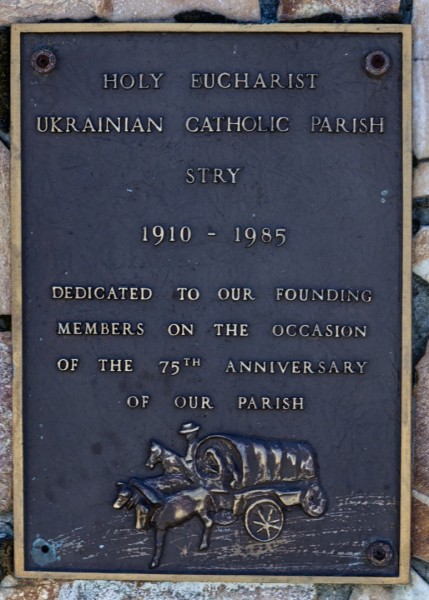 HOLY EUCHARIST
UKRAINIAN CATHOLIC PARISH
STRY
1910 - 1985
DEDICATED TO OUR FOUNDING
MEMBERS ON THE OCCASION
OF THE 75TH ANNIVERSARY
OF OUR PARISH